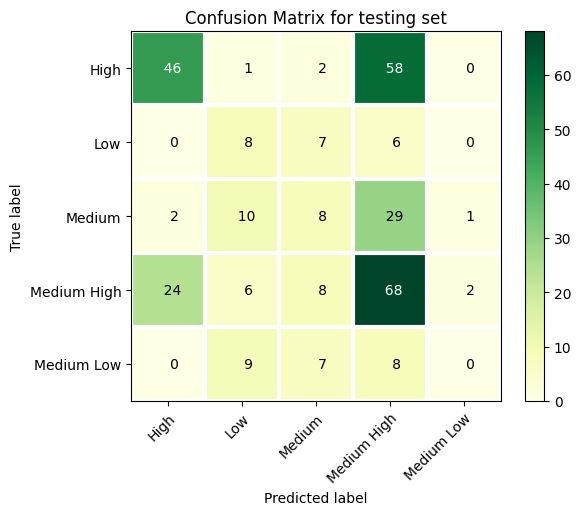 Confusion Matrix for testing set
True label
High 46 1 2 58 0
Low 0 8 7 6 0
Medium 2 10 8 29 1
Medium High 24 6 8 68 2
Medium Low 0 9 7 8 0
High Low Medium Medium High Medium Low
Predicted label
60
50
40
30
20
10
0